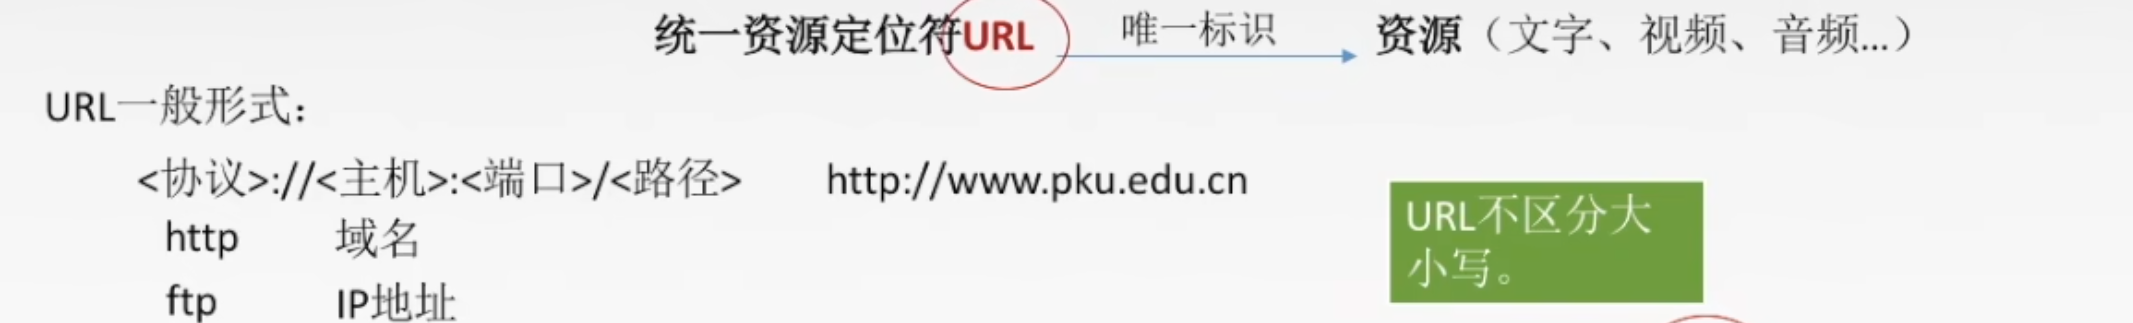 统一资源定位符URL 唯一标识 资源（文字、视频、音频...）
URL一般形式：
<协议>://<主机>:<端口>/<路径> http://www.pku.edu.cn
http 域名
ftp IP地址
URL不区分大
小写。